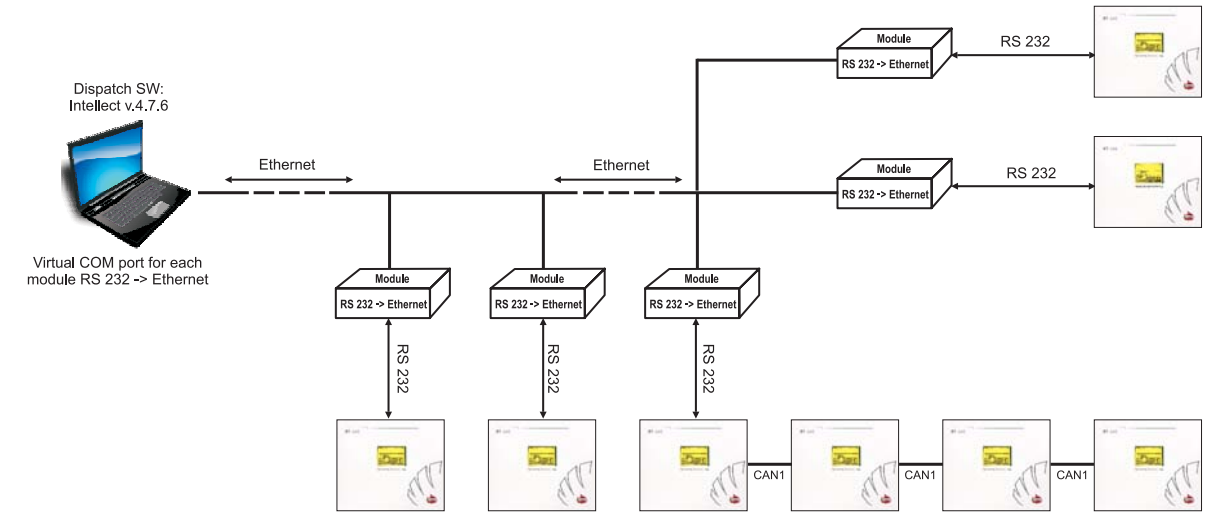 Module
RS 232 -> Ethernet
RS 232
Dispatch SW:
Intellect v.4.7.6
Ethernet
Ethernet
Module
RS 232 -> Ethernet
RS 232
Virtual COM port for each
module RS 232 -> Ethernet
Module
RS 232 -> Ethernet
Module
RS 232 -> Ethernet
Module
RS 232 -> Ethernet
RS 232
RS 232
RS 232
CAN1
CAN1
CAN1